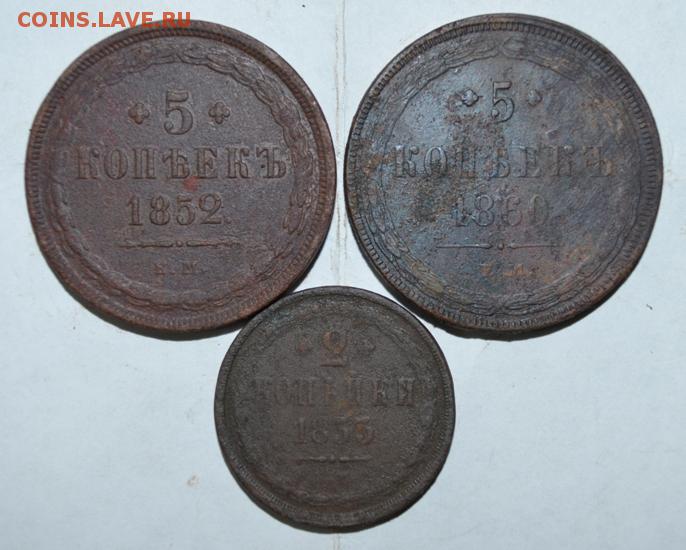 COINS.LAVE.RU
5
КОПѢЕКЪ
1852.
Е.М.
5
КОПѢЕКЪ
1860.
Е.М.
2
КОПѢЙКИ
1853.